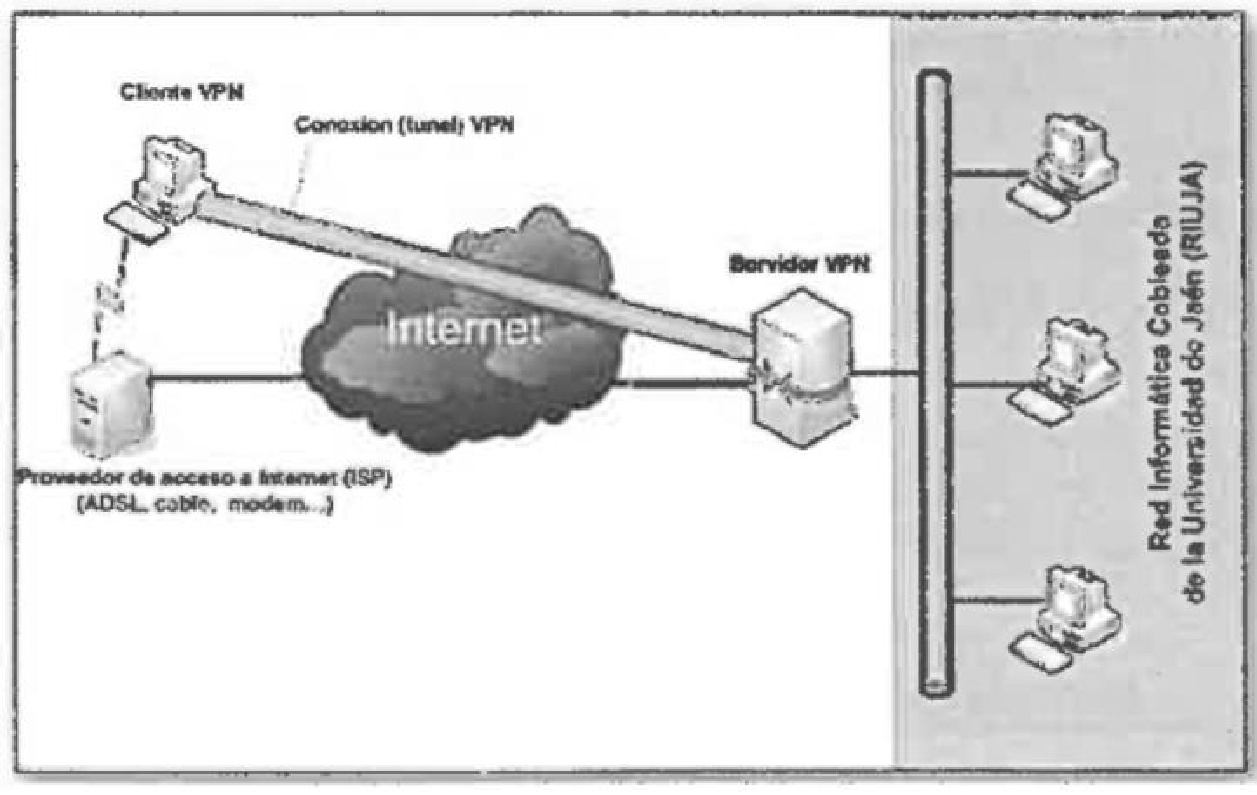 Cliente VPN
Conexion (tunel) VPN
Internet
Servidor VPN
Proveedor de acceso a Internet (ISP)
(ADSL, cable, modem...)
Red Informática Cableada
de la Universidad de Jaén (RIUJA)